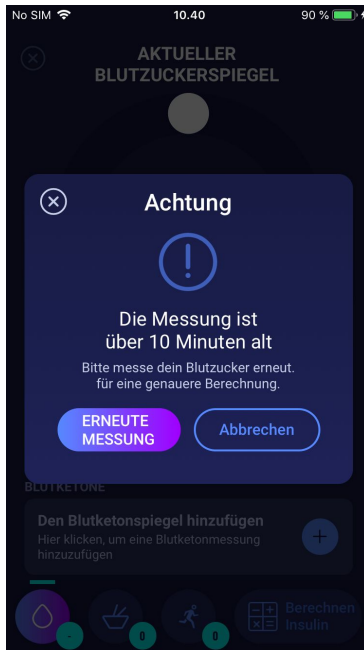 No SIM 10.40 90 %
AKTUELLER
BLUTZUCKERSPIEGEL
Achtung
Die Messung ist
über 10 Minuten alt
Bitte messe dein Blutzucker erneut.
für eine genauere Berechnung.
ERNEUTE
MESSUNG
Abbrechen
BLUTKETONE
Den Blutketonspiegel hinzufügen
Hier klicken, um eine Blutketonmessung
hinzuzufügen
Berechnen
Insulin
- 0 0